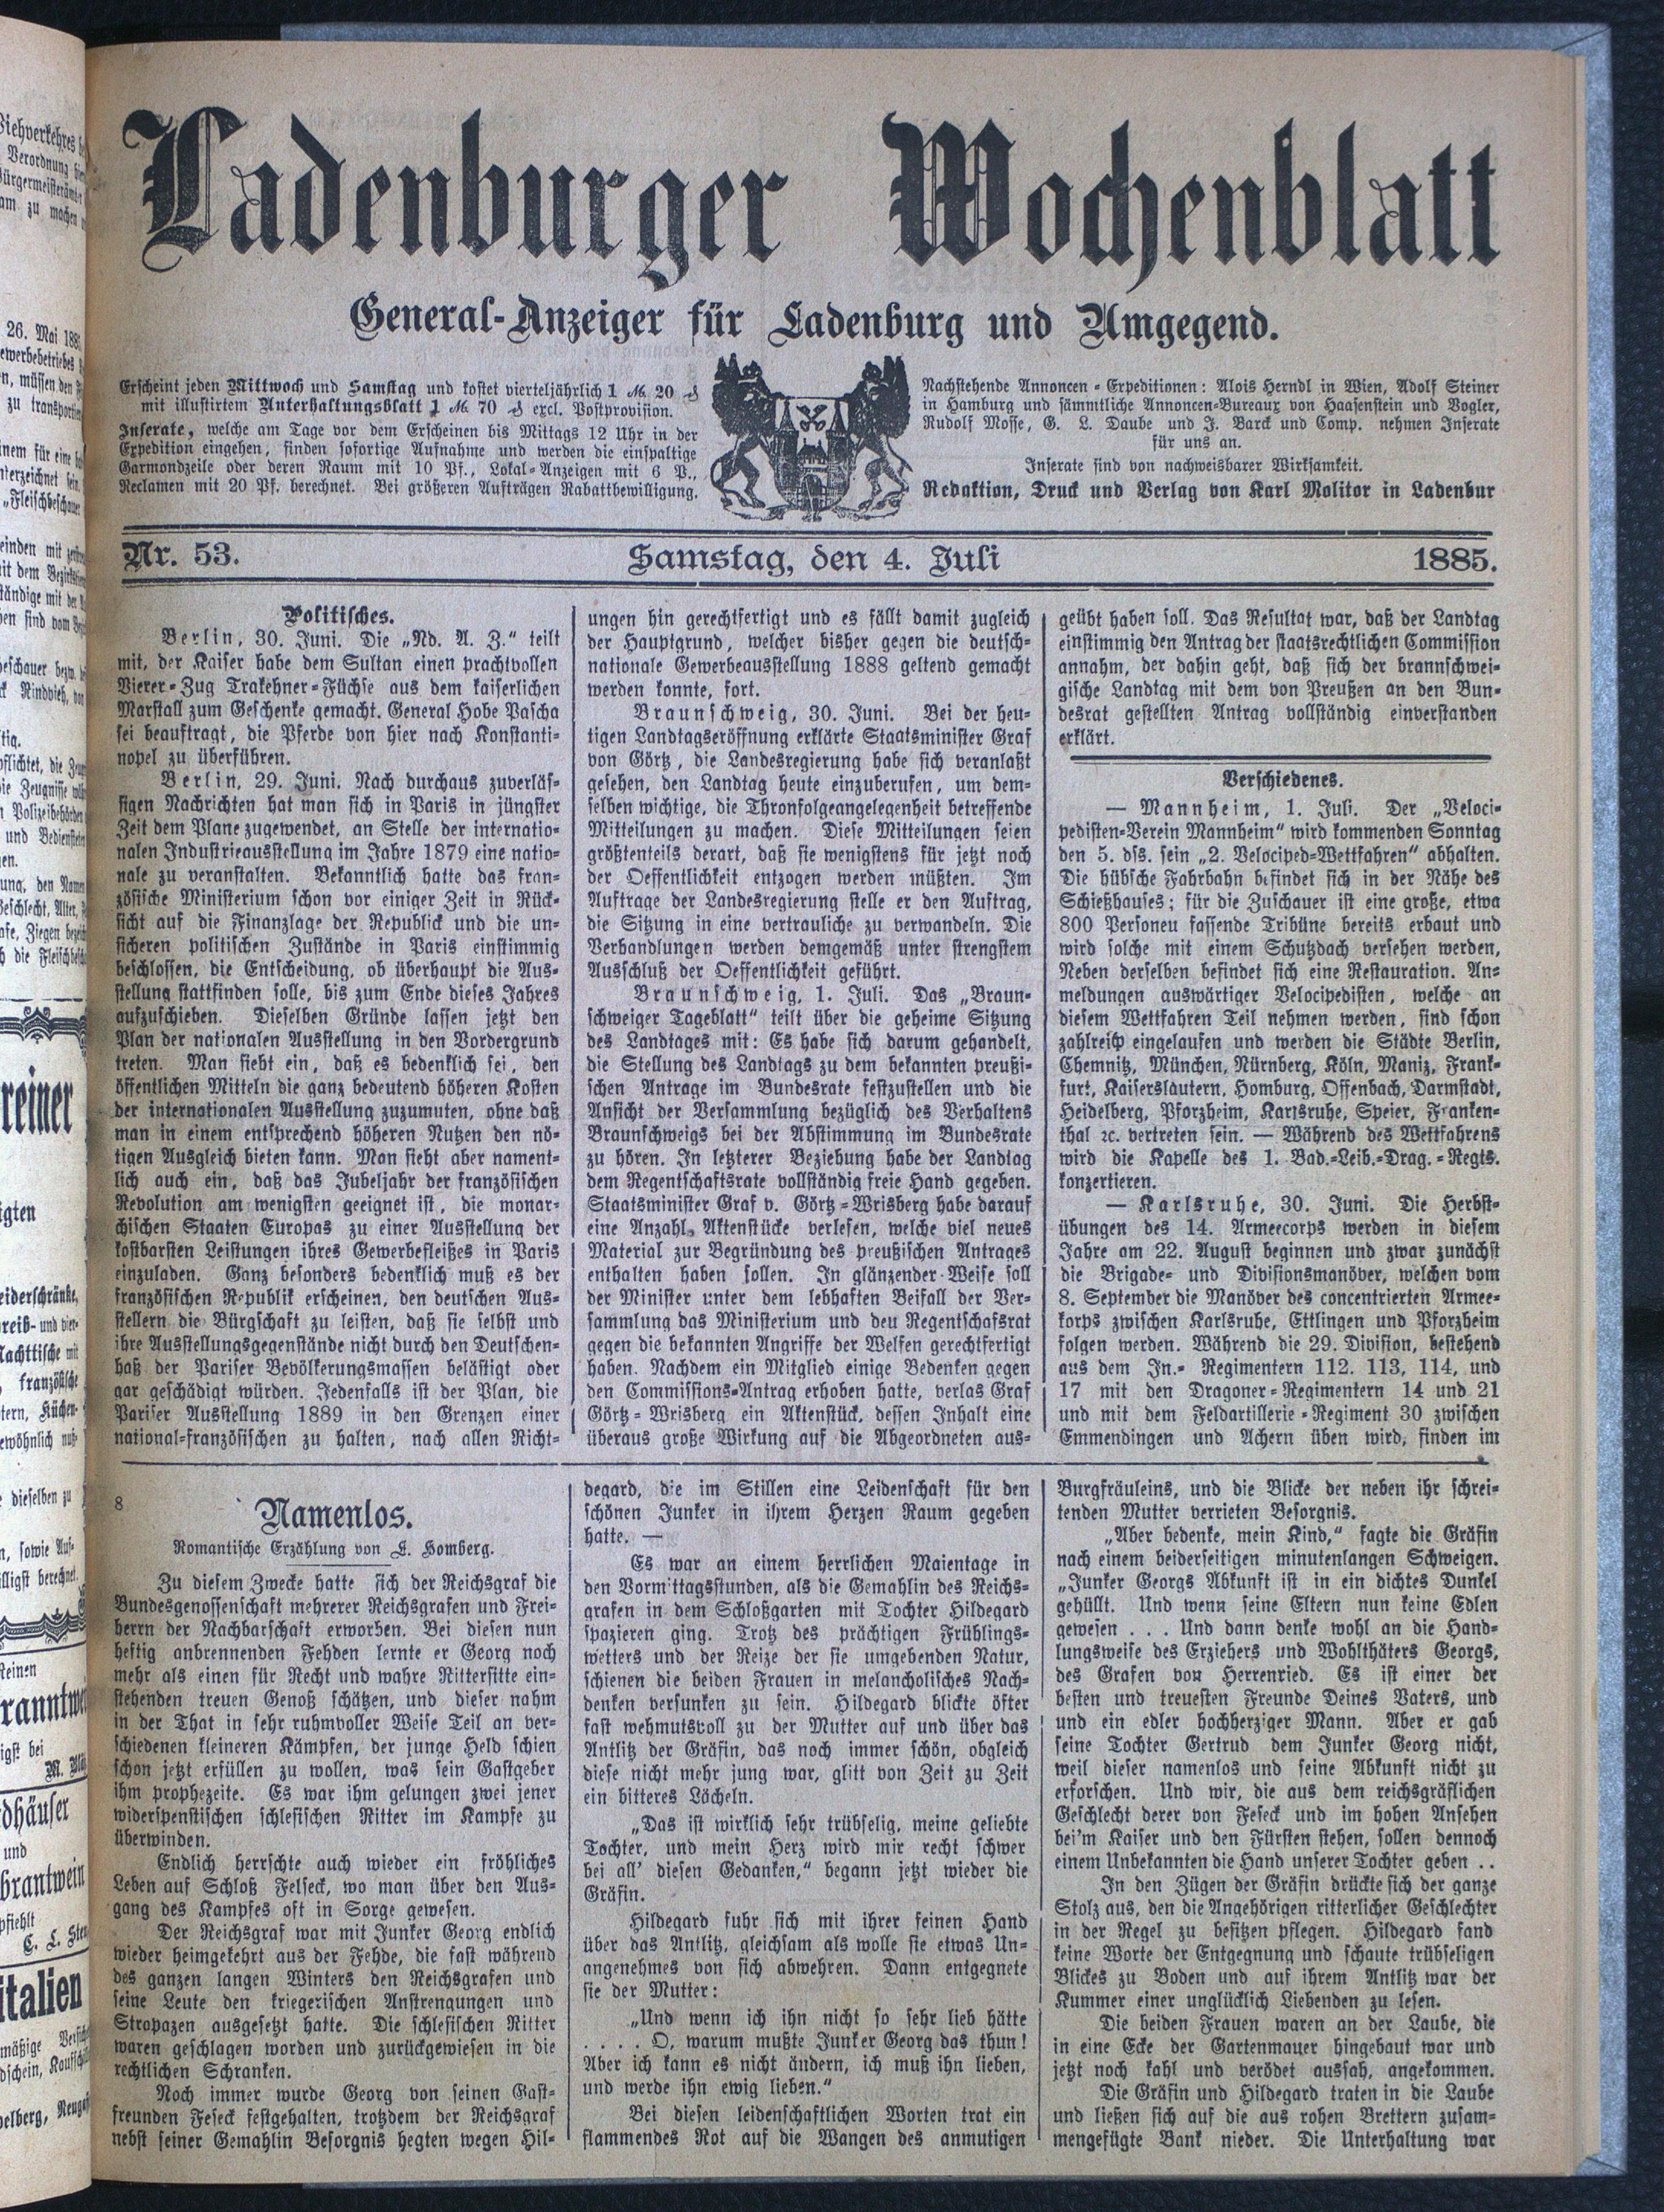 Ladenburger Wochenblatt
General-Anzeiger für Ladenburg und Umgegend.
Erscheint jeden Mittwoch und Samstag und kostet vierteljährlich 1 ℳ 20 ₰
mit illustirtem Unterhaltungsblatt 1 ℳ 70 ₰ excl. Postprovision.
Inserate, welche am Tage vor dem Erscheinen bis Mittags 12 Uhr in der
Expedition eingehen, finden sofortige Aufnahme und werden die einspaltige
Garmondzeile oder deren Raum mit 10 Pf., Lokal-Anzeigen mit 6 P.,
Reclamen mit 20 Pf. berechnet. Bei größeren Aufträgen Rabattbewilligung.
Nachstehende Annoncen-Expeditionen: Alois Herndl in Wien, Adolf Steiner
in Hamburg und sämmtliche Annoncen-Bureaux von Haasenstein und Vogler,
Rudolf Mosse, G. L. Daube und J. Barck und Comp. nehmen Inserate
für uns an.
Inserate sind von nachweisbarer Wirksamkeit.
Redaktion, Druck und Verlag von Karl Molitor in Ladenbur
Nr. 53.
Samstag, den 4. Juli
1885.
Politisches.
Berlin, 30. Juni. Die „Nd. A. Z.“ teilt
mit, der Kaiser habe dem Sultan einen prachtvollen
Vierer-Zug Trakehner-Füchse aus dem kaiserlichen
Marstall zum Geschenke gemacht. General Hobe Pascha
sei beauftragt, die Pferde von hier nach Konstanti-
nopel zu überführen.
Berlin, 29. Juni. Nach durchaus zuverläs-
sigen Nachrichten hat man sich in Paris in jüngster
Zeit dem Plane zugewendet, an Stelle der internatio-
nalen Industrieausstellung im Jahre 1879 eine natio-
nale zu veranstalten. Bekanntlich hatte das fran-
zösische Ministerium schon vor einiger Zeit in Rück-
sicht auf die Finanzlage der Republick und die un-
sicheren politischen Zustände in Paris einstimmig
beschlossen, die Entscheidung, ob überhaupt die Aus-
stellung stattfinden solle, bis zum Ende dieses Jahres
aufzuschieben. Dieselben Gründe lassen jetzt den
Plan der nationalen Ausstellung in den Vordergrund
treten. Man sieht ein, daß es bedenklich sei, den
öffentlichen Mitteln die ganz bedeutend höheren Kosten
der internationalen Ausstellung zuzumuten, ohne daß
man in einem entsprechend höheren Nutzen den nö-
tigen Ausgleich bieten kann. Man sieht aber nament-
lich auch ein, daß das Jubeljahr der französischen
Revolution am wenigsten geeignet ist, die monar-
chischen Staaten Europas zu einer Ausstellung der
kostbarsten Leistungen ihres Gewerbefleißes in Paris
einzuladen. Ganz besonders bedenklich muß es der
französischen Republik erscheinen, den deutschen Aus-
stellern die Bürgschaft zu leisten, daß sie selbst und
ihre Ausstellungsgegenstände nicht durch den Deutschen-
haß der Pariser Bevölkerungsmassen belästigt oder
gar geschädigt würden. Jedenfalls ist der Plan, die
Pariser Ausstellung 1889 in den Grenzen einer
national-französischen zu halten, nach allen Richt-
ungen hin gerechtfertigt und es fällt damit zugleich
der Hauptgrund, welcher bisher gegen die deutsch-
nationale Gewerbeausstellung 1888 geltend gemacht
werden konnte, fort.
Braunschweig, 30. Juni. Bei der heu-
tigen Landtagseröffnung erklärte Staatsminister Graf
von Görtz, die Landesregierung habe sich veranlaßt
gesehen, den Landtag heute einzuberufen, um dem-
selben wichtige, die Thronfolgeangelegenheit betreffende
Mitteilungen zu machen. Diese Mitteilungen seien
größtenteils derart, daß sie wenigstens für jetzt noch
der Oeffentlichkeit entzogen werden müßten. Im
Auftrage der Landesregierung stelle er den Auftrag,
die Sitzung in eine vertrauliche zu verwandeln. Die
Verhandlungen werden demgemäß unter strengstem
Ausschluß der Oeffentlichkeit geführt.
Braunschweig, 1. Juli. Das „Braun-
schweiger Tageblatt“ teilt über die geheime Sitzung
des Landtages mit: Es habe sich darum gehandelt,
die Stellung des Landtags zu dem bekannten preußi-
schen Antrage im Bundesrate festzustellen und die
Ansicht der Versammlung bezüglich des Verhaltens
Braunschweigs bei der Abstimmung im Bundesrate
zu hören. In letzterer Beziehung habe der Landtag
dem Regentschaftsrate vollständig freie Hand gegeben.
Staatsminister Graf v. Görtz-Wrisberg habe darauf
eine Anzahl Aktenstücke verlesen, welche viel neues
Material zur Begründung des preußischen Antrages
enthalten haben sollen. In glänzender Weise soll
der Minister unter dem lebhaften Beifall der Ver-
sammlung das Ministerium und deu Regentschafsrat
gegen die bekannten Angriffe der Welfen gerechtfertigt
haben. Nachdem ein Mitglied einige Bedenken gegen
den Commissions-Antrag erhoben hatte, verlas Graf
Görtz-Wrisberg ein Aktenstück, dessen Inhalt eine
überaus große Wirkung auf die Abgeordneten aus-
geübt haben soll. Das Resultat war, daß der Landtag
einstimmig den Antrag der staatsrechtlichen Commission
annahm, der dahin geht, daß sich der brannschwei-
gische Landtag mit dem von Preußen an den Bun-
desrat gestellten Antrag vollständig einverstanden
erklärt.
Verschiedenes.
— Mannheim, 1. Juli. Der „Veloci-
pedisten-Verein Mannheim“ wird kommenden Sonntag
den 5. dss. sein „2. Velociped-Wettfahren“ abhalten.
Die hübsche Fahrbahn befindet sich in der Nähe des
Schießhauses; für die Zuschauer ist eine große, etwa
800 Personeu fassende Tribüne bereits erbaut und
wird solche mit einem Schutzdach versehen werden,
Neben derselben befindet sich eine Restauration. An-
meldungen auswärtiger Velocipedisten, welche an
diesem Wettfahren Teil nehmen werden, sind schon
zahlreich eingelaufen und werden die Städte Berlin,
Chemnitz, München, Nürnberg, Köln, Maniz, Frank-
furt, Kaiserslautern, Homburg, Offenbach, Darmstadt,
Heidelberg, Pforzheim, Karlsruhe, Speier, Franken-
thal ꝛc. vertreten sein. — Während des Wettfahrens
wird die Kapelle des 1. Bad.-Leib.-Drag.-Regts.
konzertieren.
— Karlsruhe, 30. Juni. Die Herbst-
übungen des 14. Armeecorps werden in diesem
Jahre am 22. August beginnen und zwar zunächst
die Brigade- und Divisionsmanöver, welchen vom
8. September die Manöver des concentrierten Armee-
korps zwischen Karlsruhe, Ettlingen und Pforzheim
folgen werden. Während die 29. Division, bestehend
aus dem In.-Regimentern 112. 113, 114, und
17 mit den Dragoner-Regimentern 14 und 21
und mit dem Feldartillerie-Regiment 30 zwischen
Emmendingen und Achern üben wird, finden im
8
Namenlos.
Romantische Erzählung von L. Homberg.
Zu diesem Zwecke hatte sich der Reichsgraf die
Bundesgenossenschaft mehrerer Reichsgrafen und Frei-
herrn der Nachbarschaft erworben. Bei diesen nun
heftig anbrennenden Fehden lernte er Georg noch
mehr als einen für Recht und wahre Rittersitte ein-
stehenden treuen Genoß schätzen, und dieser nahm
in der That in sehr ruhmvoller Weise Teil an ver-
schiedenen kleineren Kämpfen, der junge Held schien
schon jetzt erfüllen zu wollen, was sein Gastgeber
ihm prophezeite. Es war ihm gelungen zwei jener
widerspenstischen schlesischen Ritter im Kampfe zu
überwinden.
Endlich herrschte auch wieder ein fröhliches
Leben auf Schloß Felseck, wo man über den Aus-
gang des Kampfes oft in Sorge gewesen.
Der Reichsgraf war mit Junker Georg endlich
wieder heimgekehrt aus der Fehde, die fast während
des ganzen langen Winters den Reichsgrafen und
seine Leute den kriegerischen Anstrengungen und
Strapazen ausgesetzt hatte. Die schlesischen Ritter
waren geschlagen worden und zurückgewiesen in die
rechtlichen Schranken.
Noch immer wurde Georg von seinen Gast-
freunden Feseck festgehalten, trotzdem der Reichsgraf
nebst seiner Gemahlin Besorgnis hegten wegen Hil-
degard, die im Stillen eine Leidenschaft für den
schönen Junker in ihrem Herzen Raum gegeben
hatte. —
Es war an einem herrlichen Maientage in
den Vormittagsstunden, als die Gemahlin des Reichs-
grafen in dem Schloßgarten mit Tochter Hildegard
spazieren ging. Trotz des prächtigen Frühlings-
wetters und der Reize der sie umgebenden Natur,
schienen die beiden Frauen in melancholisches Nach-
denken versunken zu sein. Hildegard blickte öfter
fast wehmutsvoll zu der Mutter auf und über das
Antlitz der Gräfin, das noch immer schön, obgleich
diese nicht mehr jung war, glitt von Zeit zu Zeit
ein bitteres Lächeln.
„Das ist wirklich sehr trübselig, meine geliebte
Tochter, und mein Herz wird mir recht schwer
bei all' diesen Gedanken,“ begann jetzt wieder die
Gräfin.
Hildegard fuhr sich mit ihrer feinen Hand
über das Antlitz, gleichsam als wolle sie etwas Un-
angenehmes von sich abwehren. Dann entgegnete
sie der Mutter:
„Und wenn ich ihn nicht so sehr lieb hätte
. . . . O, warum mußte Junker Georg das thun!
Aber ich kann es nicht ändern, ich muß ihn lieben,
und werde ihn ewig lieben.“
Bei diesen leidenschaftlichen Worten trat ein
flammendes Rot auf die Wangen des anmutigen
Burgfräuleins, und die Blicke der neben ihr schrei-
tenden Mutter verrieten Besorgnis.
„Aber bedenke, mein Kind,“ sagte die Gräfin
nach einem beiderseitigen minutenlangen Schweigen.
„Junker Georgs Abkunft ist in ein dichtes Dunkel
gehüllt. Und wenn seine Eltern nun keine Edlen
gewesen . . . Und dann denke wohl an die Hand-
lungsweise des Erziehers und Wohlthäters Georgs,
des Grafen von Herrenried. Es ist einer der
besten und treuesten Freunde Deines Vaters, und
und ein edler hochherziger Mann. Aber er gab
seine Tochter Gertrud dem Junker Georg nicht,
weil dieser namenlos und seine Abkunft nicht zu
erforschen. Und wir, die aus dem reichsgräflichen
Geschlecht derer von Feseck und im hohen Ansehen
bei'm Kaiser und den Fürsten stehen, sollen dennoch
einem Unbekannten die Hand unserer Tochter geben ..
In den Zügen der Gräfin drückte sich der ganze
Stolz aus, den die Angehörigen ritterlicher Geschlechter
in der Regel zu besitzen pflegen. Hildegard fand
keine Worte der Entgegnung und schaute trübseligen
Blickes zu Boden und auf ihrem Antlitz war der
Kummer einer unglücklich Liebenden zu lesen.
Die beiden Frauen waren an der Laube, die
in eine Ecke der Gartenmauer hingebaut war und
jetzt noch kahl und verödet aussah, angekommen.
Die Gräfin und Hildegard traten in die Laube
und ließen sich auf die aus rohen Brettern zusam-
mengefügte Bank nieder. Die Unterhaltung war